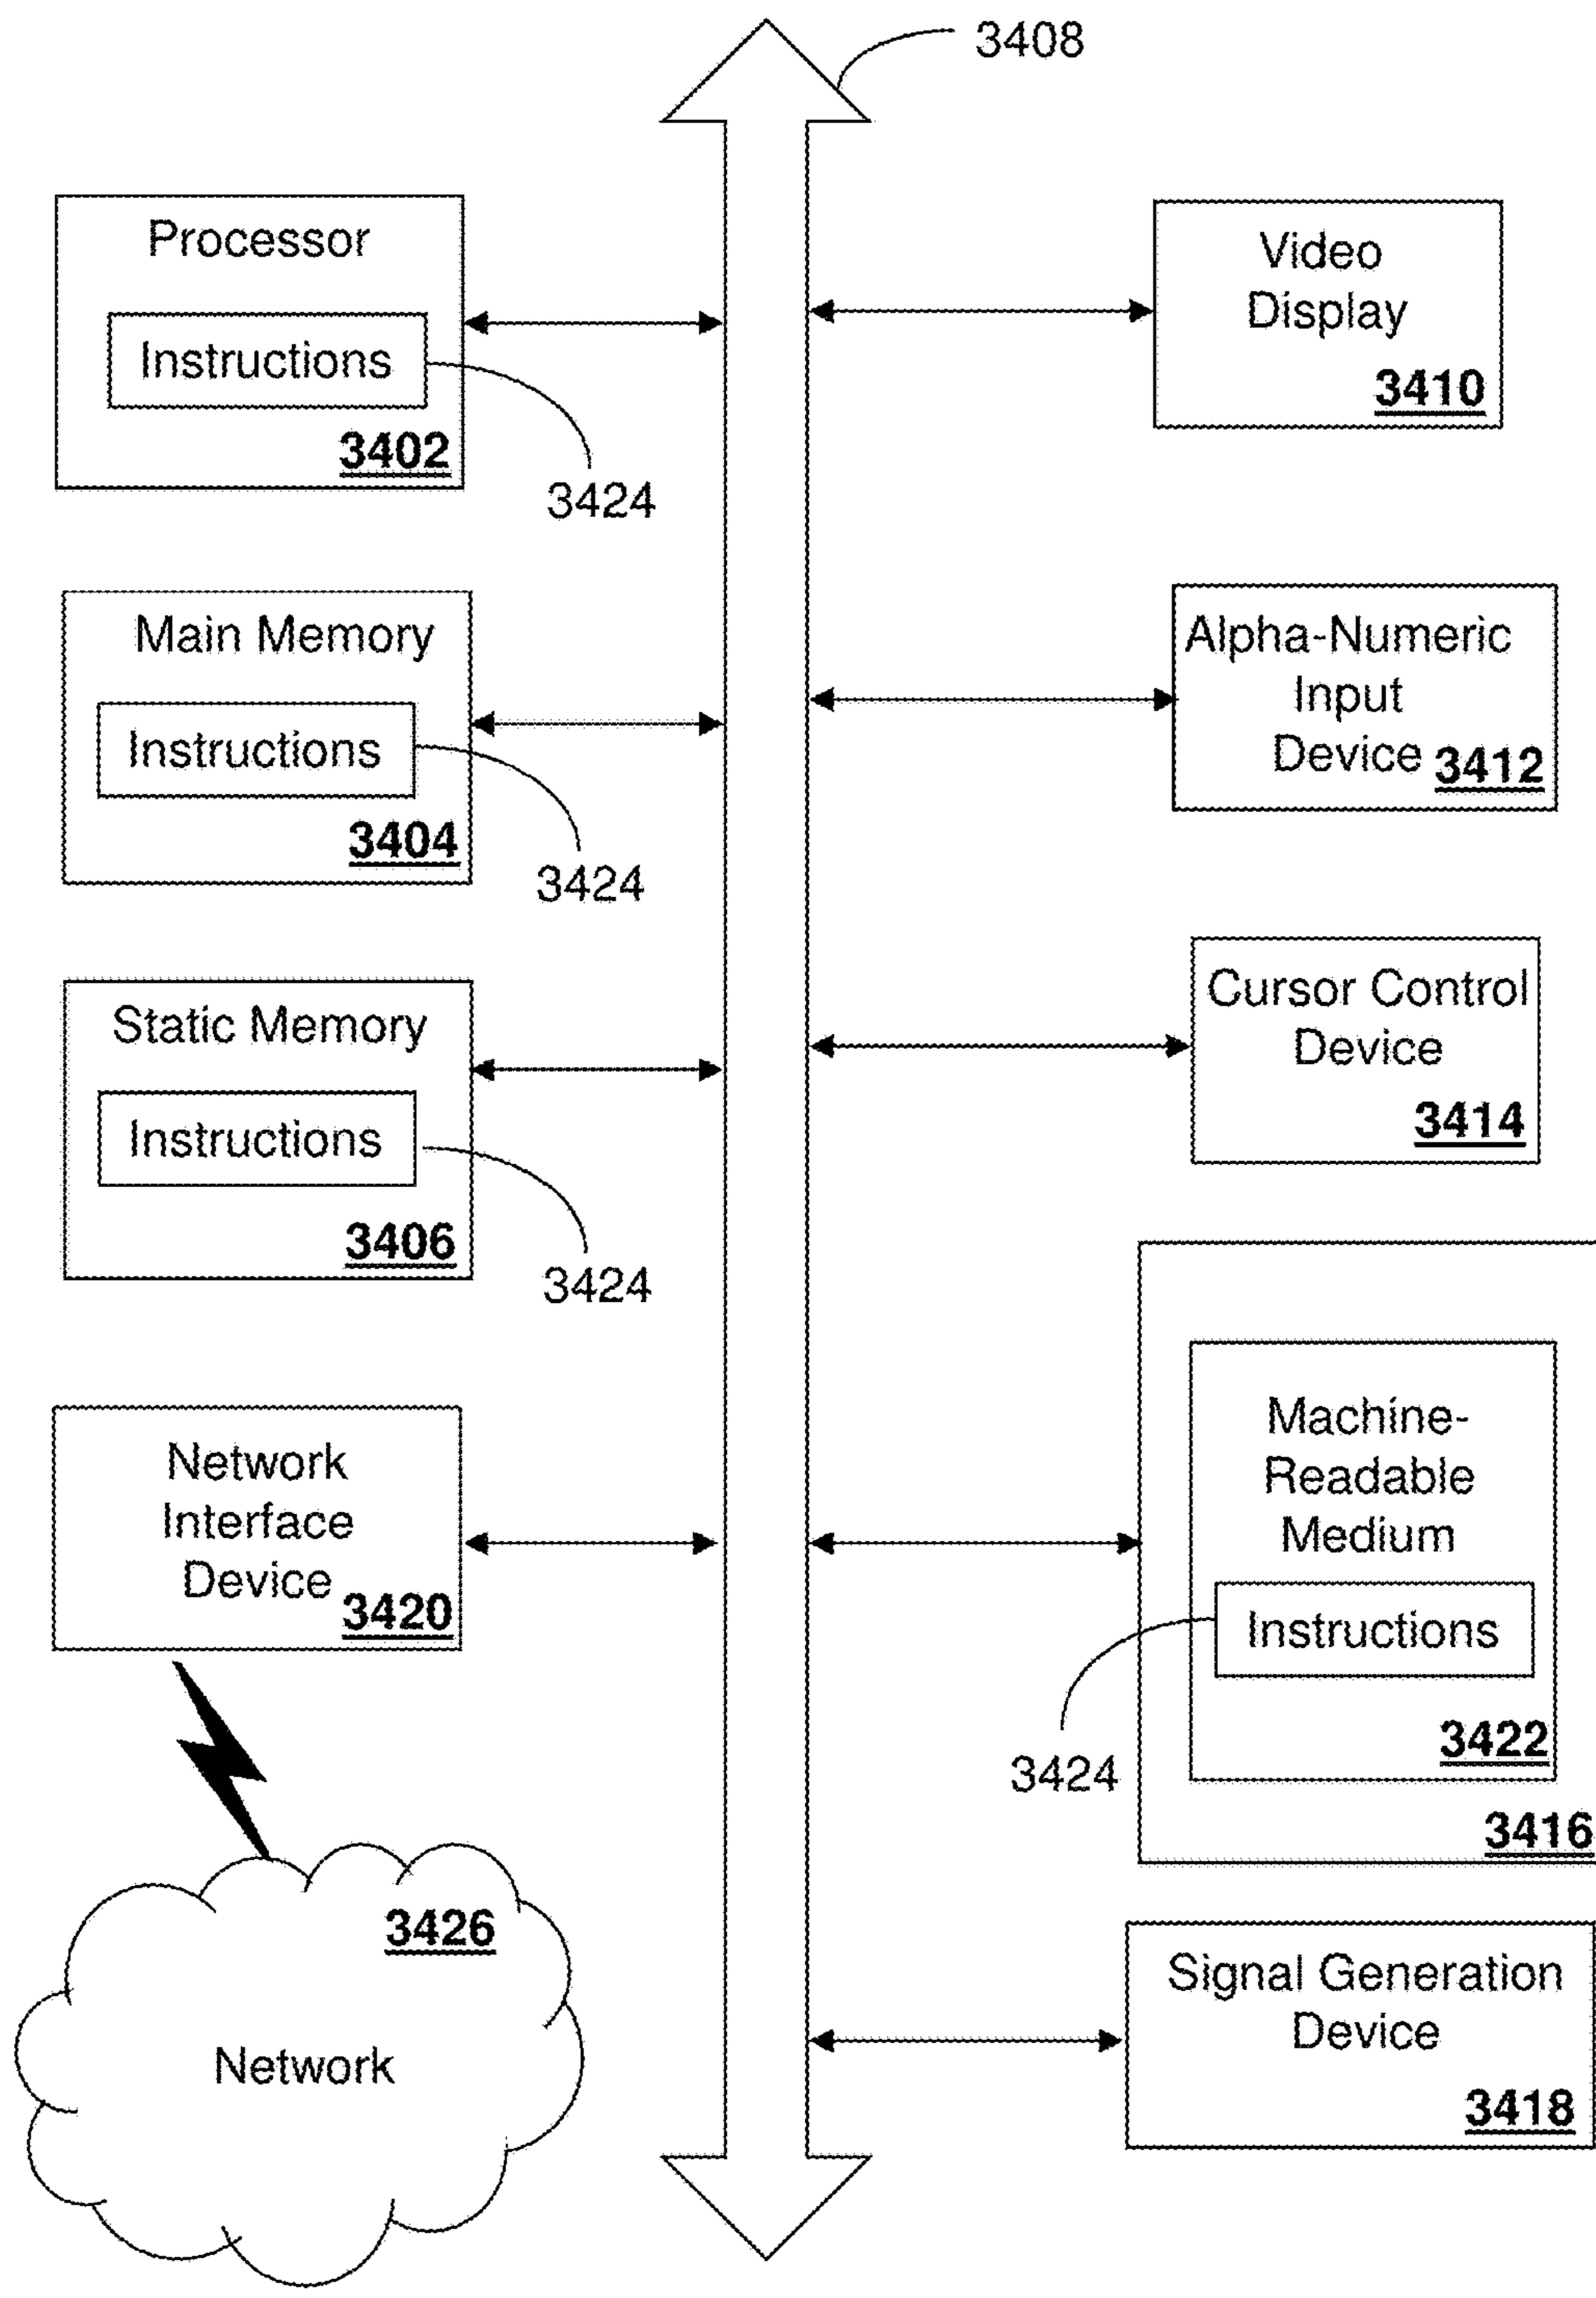 3408
Processor
Instructions
3402
3424
Main Memory
Instructions
3404
3424
Static Memory
Instructions
3406
3424
Network
Interface
Device
3420
3426
Network
Video
Display
3410
Alpha-Numeric
Input
Device 3412
Cursor Control
Device
3414
Machine-
Readable
Medium
Instructions
3422
3424
3416
Signal Generation
Device
3418